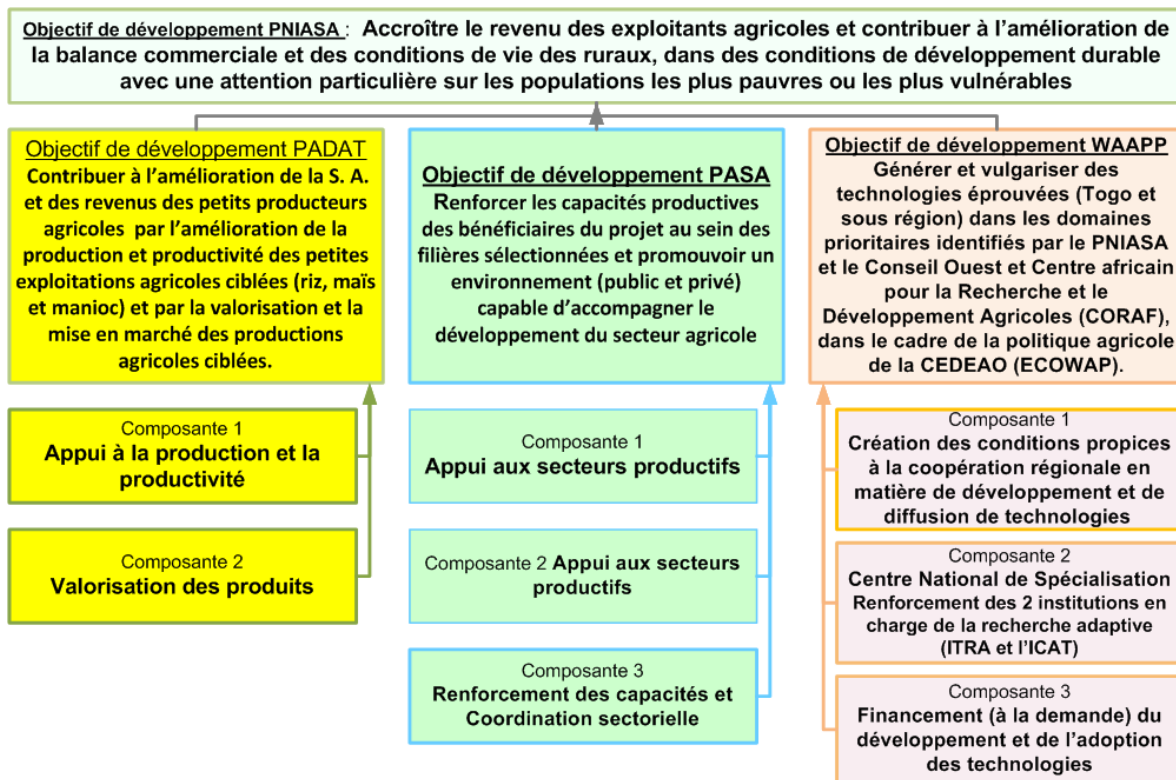 Objectif de développement PNIASA : Accroître le revenu des exploitants agricoles et contribuer à l’amélioration de
la balance commerciale et des conditions de vie des ruraux, dans des conditions de développement durable
avec une attention particulière sur les populations les plus pauvres ou les plus vulnérables
Objectif de développement PADAT
Contribuer à l’amélioration de la S. A.
et des revenus des petits producteurs
agricoles par l’amélioration de la
production et productivité des petites
exploitations agricoles ciblées (riz, maïs
et manioc) et par la valorisation et la
mise en marché des productions
agricoles ciblées.
Composante 1
Appui à la production et la
productivité
Composante 2
Valorisation des produits
Objectif de développement PASA
Renforcer les capacités productives
des bénéficiaires du projet au sein des
filières sélectionnées et promouvoir un
environnement (public et privé)
capable d’accompagner le
développement du secteur agricole
Composante 1
Appui aux secteurs productifs
Composante 2 Appui aux secteurs
productifs
Composante 3
Renforcement des capacités et
Coordination sectorielle
Objectif de développement WAAPP
Générer et vulgariser des
technologies éprouvées (Togo et
sous région) dans les domaines
prioritaires identifiés par le PNIASA
et le Conseil Ouest et Centre africain
pour la Recherche et le
Développement Agricoles (CORAF),
dans le cadre de la politique agricole
de la CEDEAO (ECOWAP).
Composante 1
Création des conditions propices
à la coopération régionale en
matière de développement et de
diffusion de technologies
Composante 2
Centre National de Spécialisation
Renforcement des 2 institutions en
charge de la recherche adaptive
(ITRA et l’ICAT)
Composante 3
Financement (à la demande) du
développement et de l’adoption
des technologies